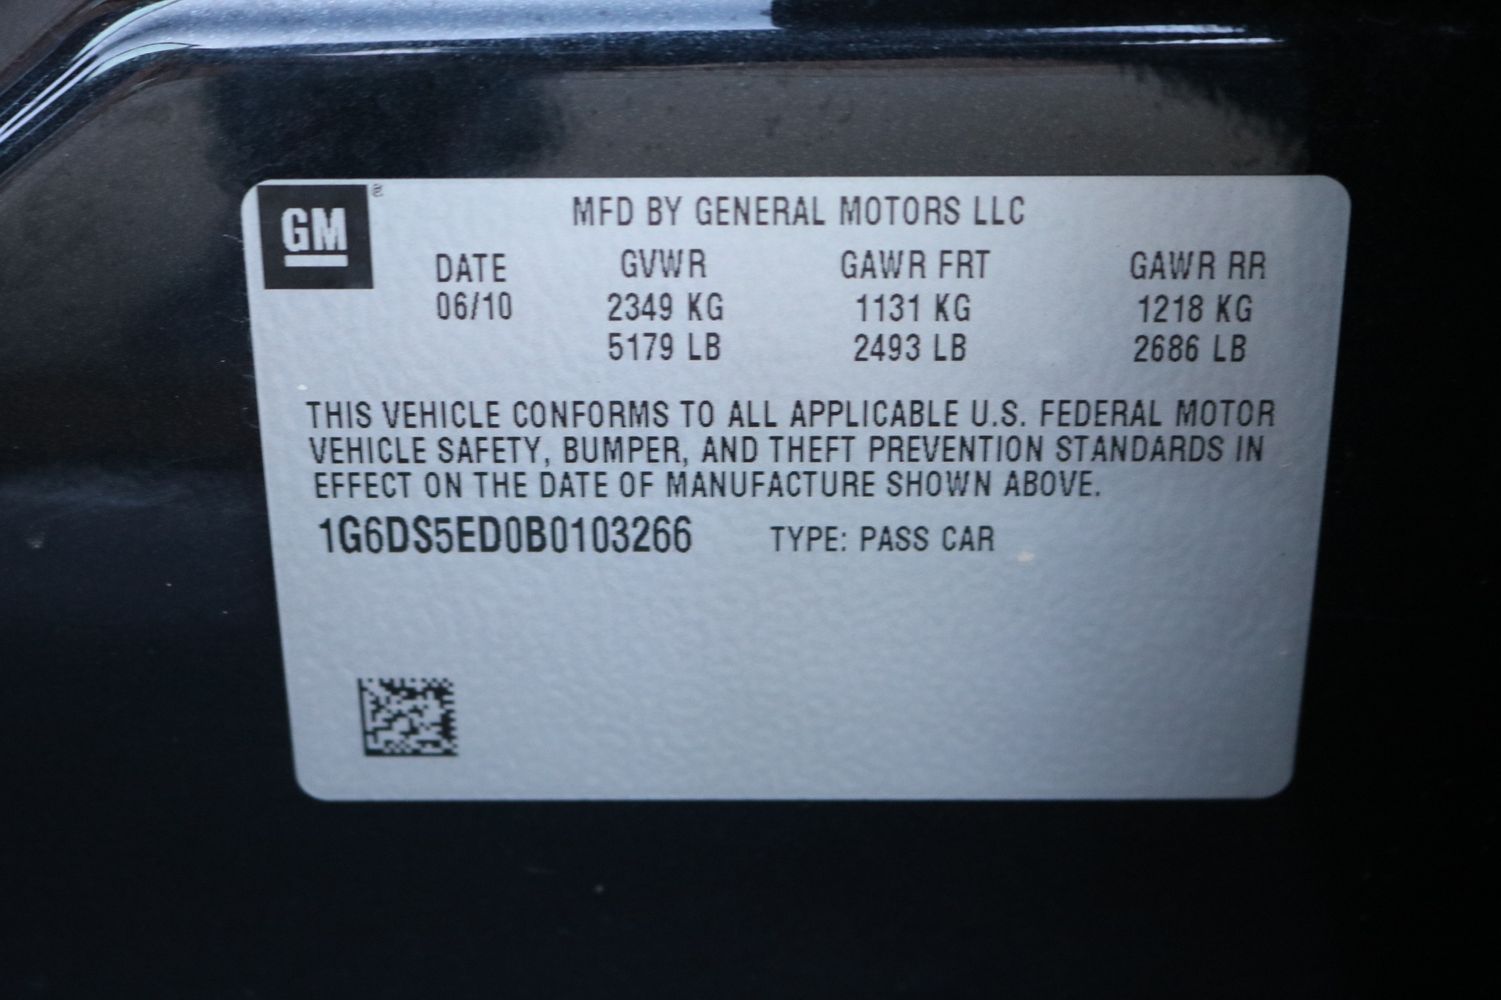 GM ®
MFD BY GENERAL MOTORS LLC
DATE GVWR GAWR FRT GAWR RR
06/10 2349 KG 1131 KG 1218 KG
5179 LB 2493 LB 2686 LB
THIS VEHICLE CONFORMS TO ALL APPLICABLE U.S. FEDERAL MOTOR
VEHICLE SAFETY, BUMPER, AND THEFT PREVENTION STANDARDS IN
EFFECT ON THE DATE OF MANUFACTURE SHOWN ABOVE.
1G6DS5ED0B0103266 TYPE: PASS CAR